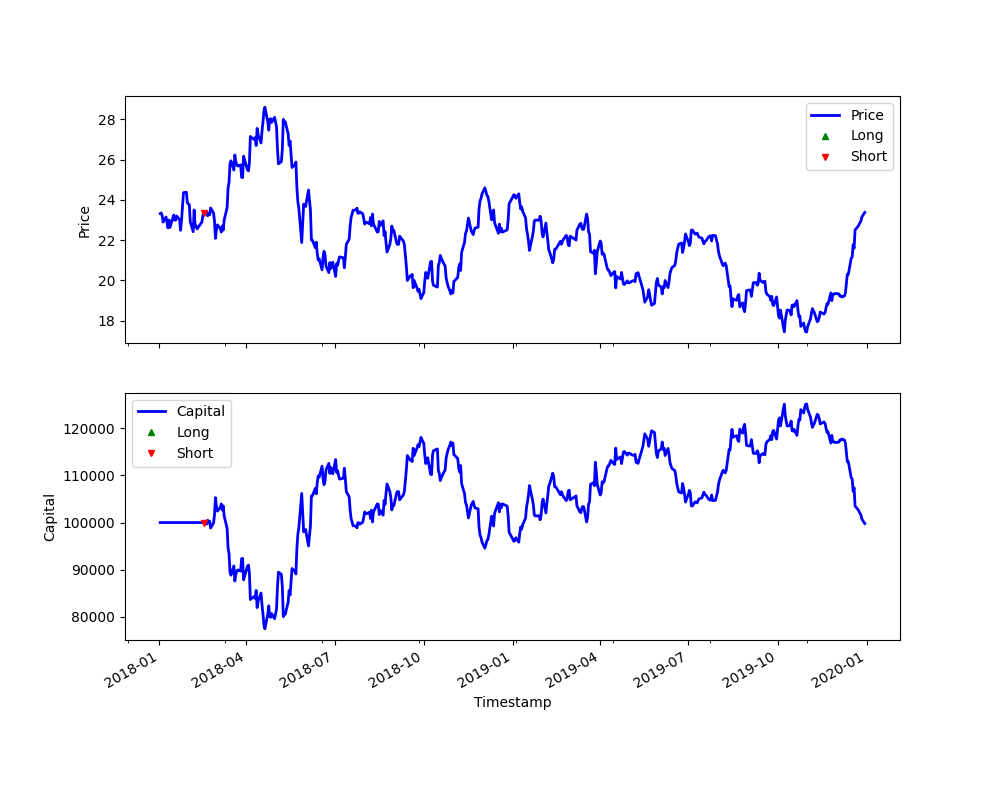 28
26
24
22
20
18
Price
Price
Long
Short
120000
110000
100000
90000
80000
Capital
Capital
Long
Short
2018-01
2018-04
2018-07
2018-10
2019-01
2019-04
2019-07
2019-10
2020-01
Timestamp